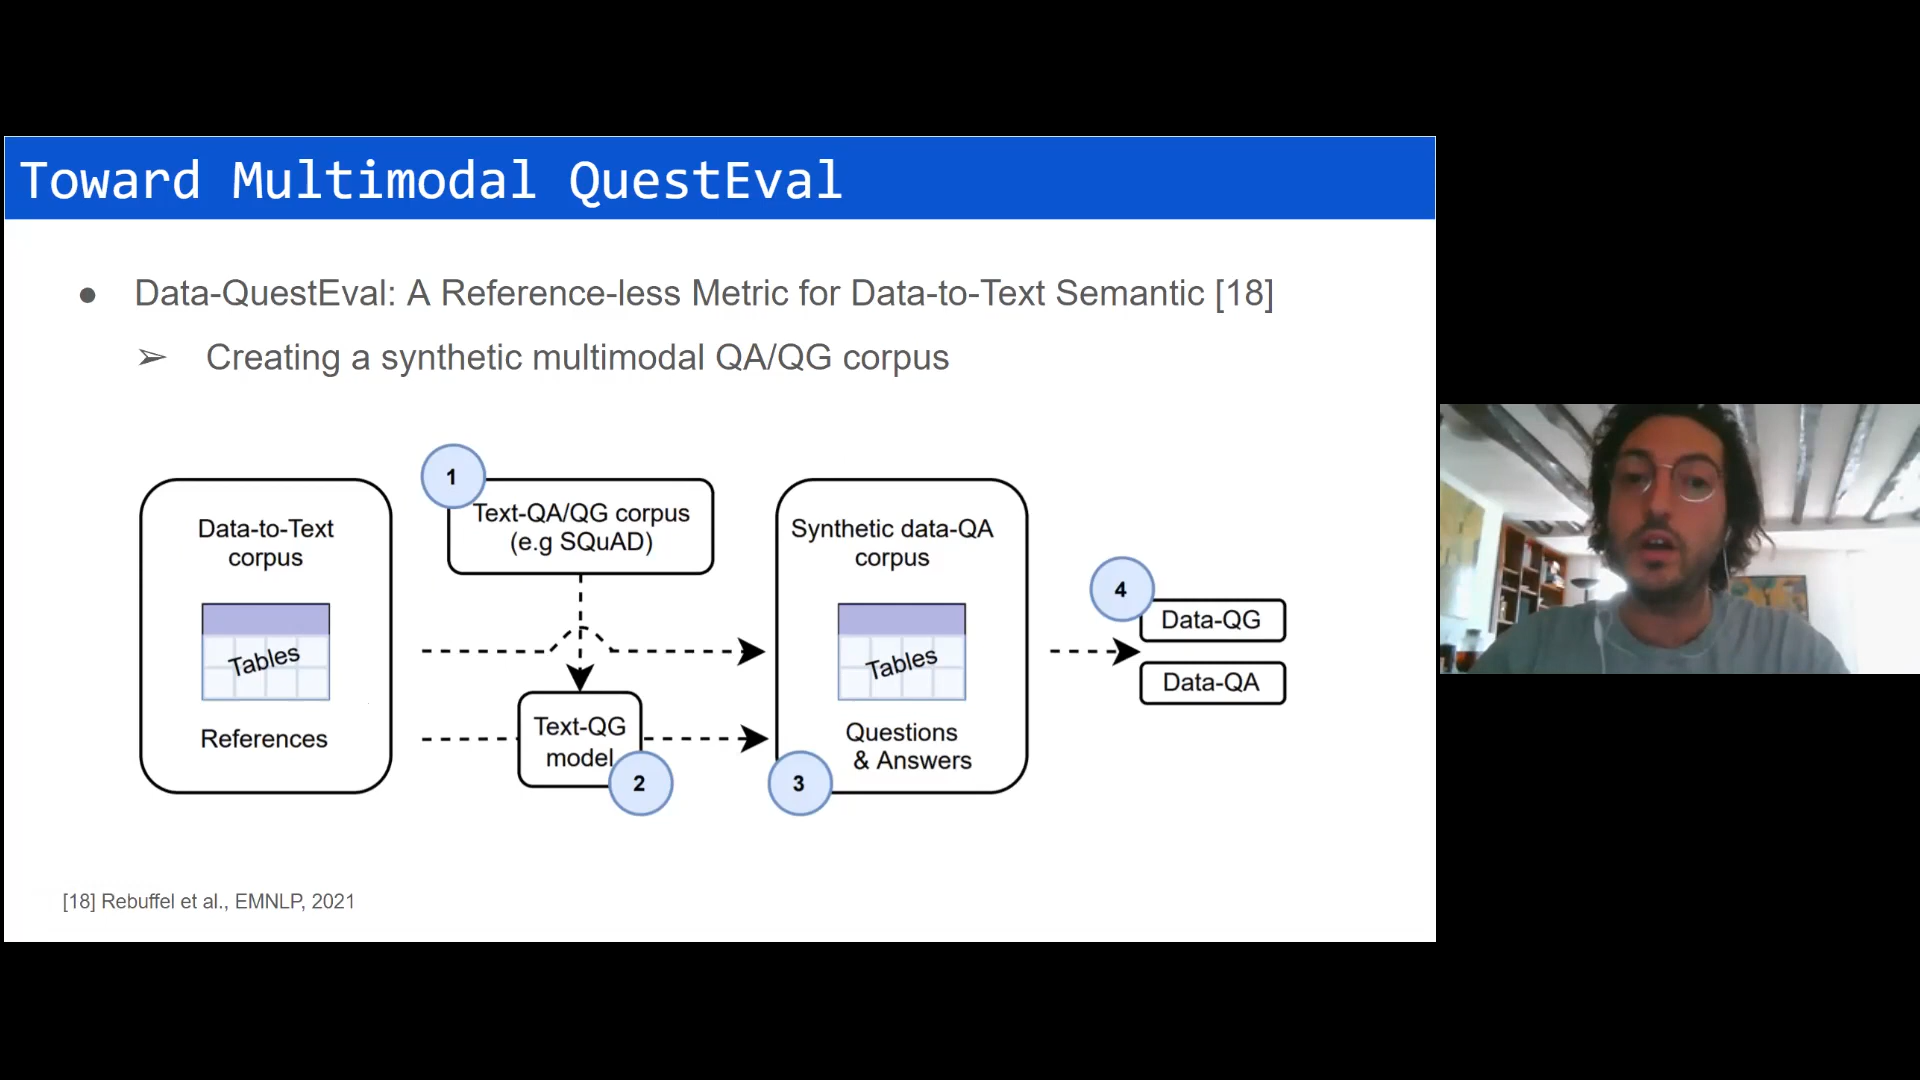 Toward Multimodal QuestEval
● Data-QuestEval: A Reference-less Metric for Data-to-Text Semantic [18]
➢ Creating a synthetic multimodal QA/QG corpus
Data-to-Text
corpus
Tables
References
1
Text-QA/QG corpus
(e.g SQuAD)
Text-QG
model
2
Synthetic data-QA
corpus
Tables
Questions
& Answers
3
4
Data-QG
Data-QA
[18] Rebuffel et al., EMNLP, 2021